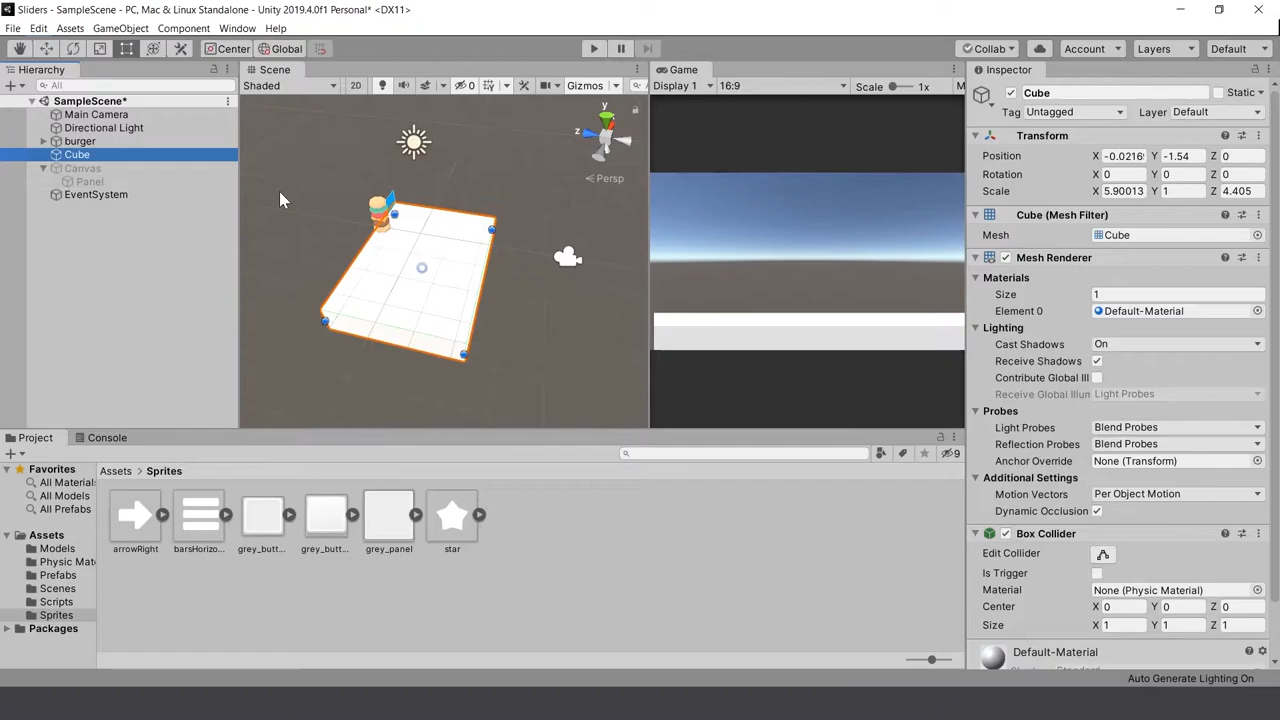 Sliders - SampleScene - PC, Mac & Linux Standalone - Unity 2019.4.0f1 Personal* <DX11>
File Edit Assets GameObject Component Window Help
Center Global Collab Account Layers Default
Hierarchy
All
SampleScene*
Main Camera
Directional Light
burger
Cube
Canvas
Panel
EventSystem
Scene
Shaded 2D 0 Gizmos
y
z
Persp
Game
Display 1 16:9 Scale 1x M
Inspector
Cube Static
Tag Untagged Layer Default
Transform
Position X -0.0216 Y -1.54 Z 0
Rotation X 0 Y 0 Z 0
Scale X 5.90013 Y 1 Z 4.405
Cube (Mesh Filter)
Mesh Cube
Mesh Renderer
Materials
Size 1
Element 0 Default-Material
Lighting
Cast Shadows On
Receive Shadows
Contribute Global Ill
Receive Global Illun Light Probes
Probes
Light Probes Blend Probes
Reflection Probes Blend Probes
Anchor Override None (Transform)
Additional Settings
Motion Vectors Per Object Motion
Dynamic Occlusion
Box Collider
Edit Collider
Is Trigger
Material None (Physic Material)
Center X 0 Y 0 Z 0
Size X 1 Y 1 Z 1
Default-Material
Project Console
9
Favorites
All Material
All Models
All Prefabs
Assets
Models
Physic Mat
Prefabs
Scenes
Scripts
Sprites
Packages
Assets > Sprites
arrowRight barsHorizo... grey_butt... grey_butt... grey_panel star
Auto Generate Lighting On